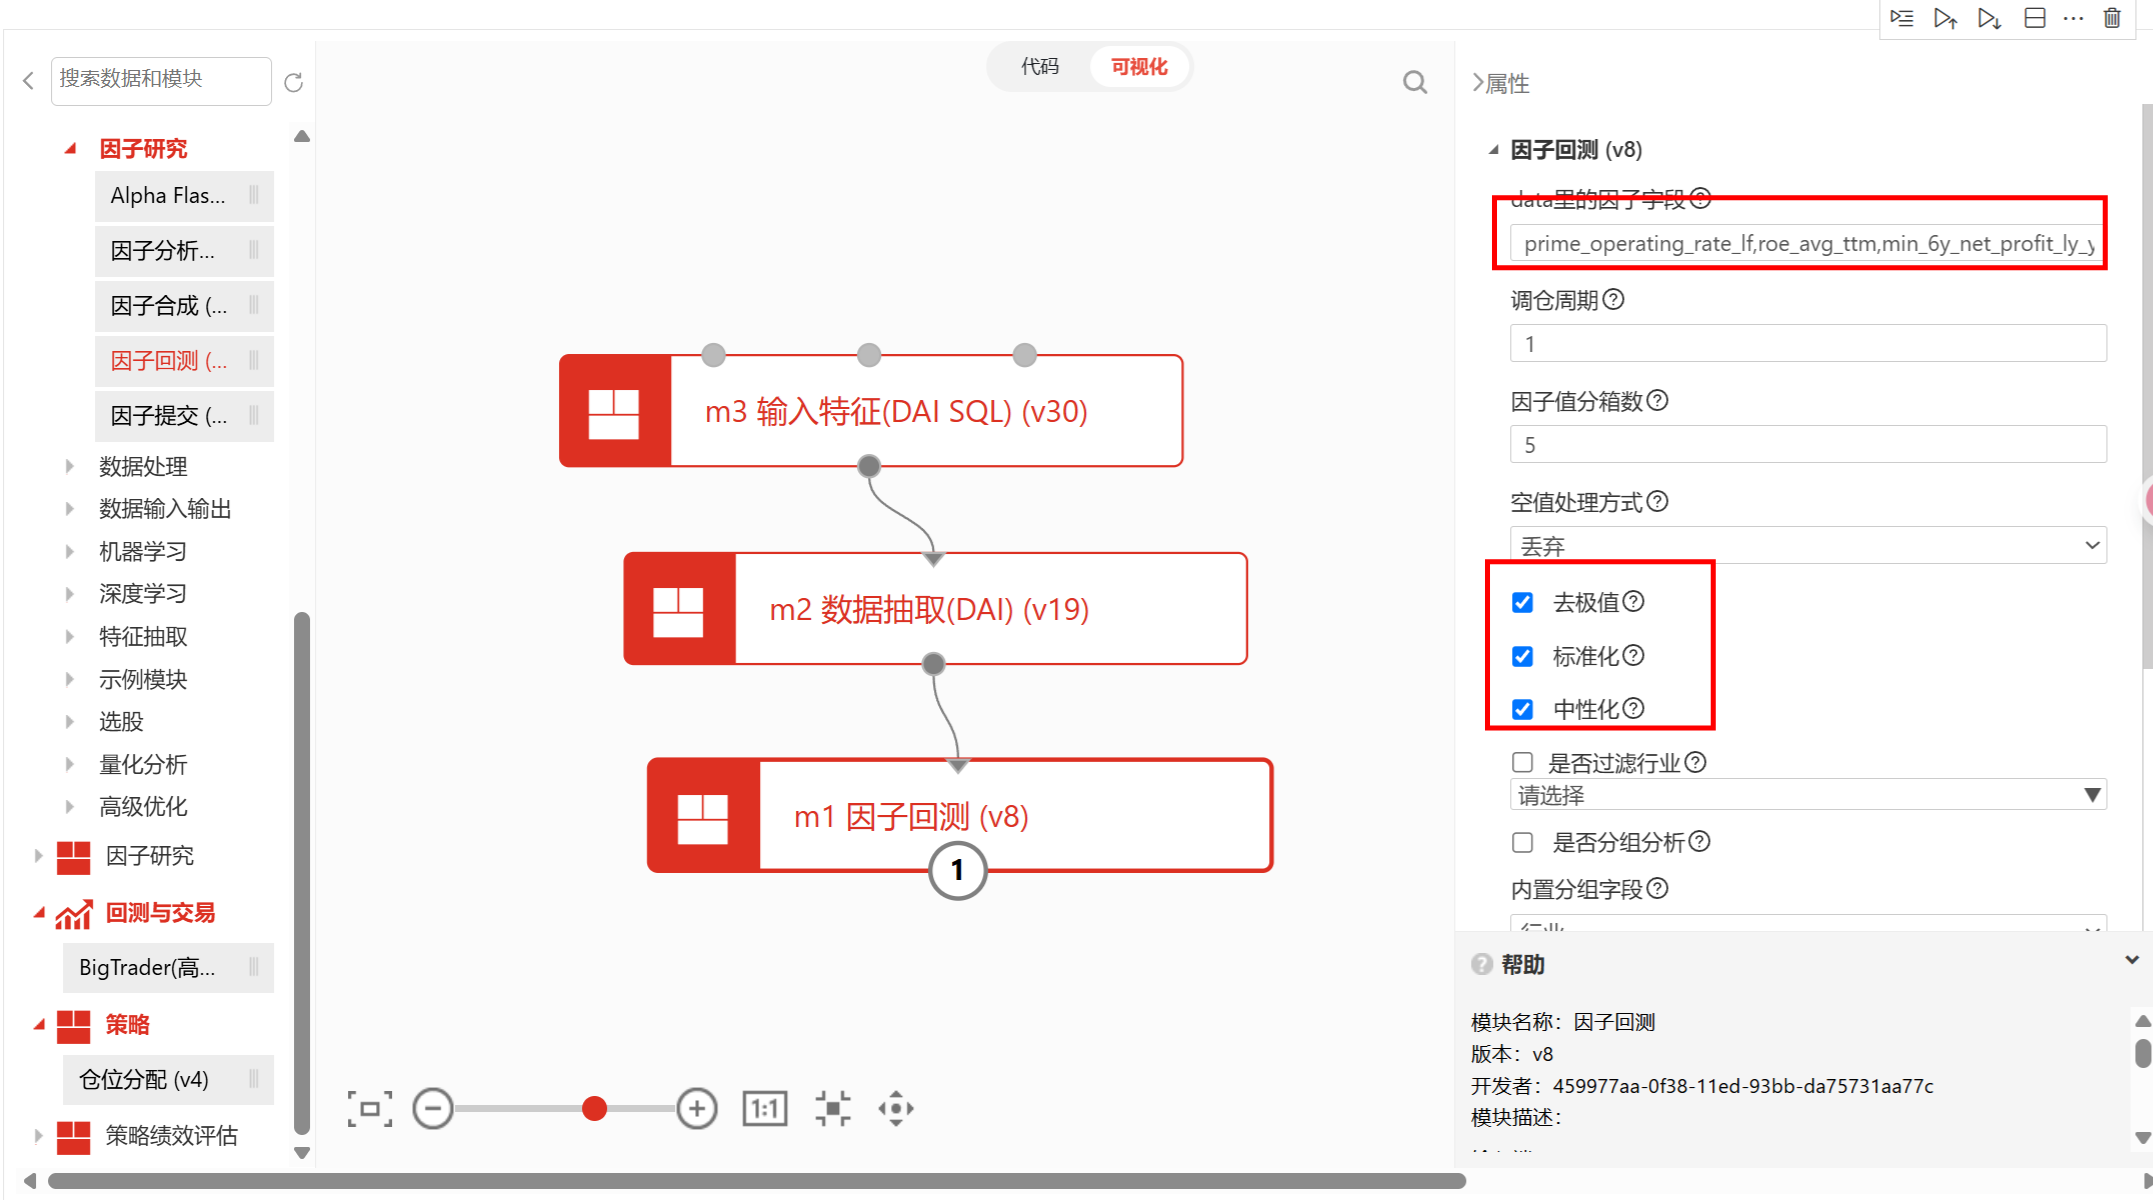 搜索数据和模块
因子研究
Alpha Flas...
因子分析...
因子合成 (...
因子回测 (...
因子提交 (...
数据处理
数据输入输出
机器学习
深度学习
特征抽取
示例模块
选股
量化分析
高级优化
因子研究
回测与交易
BigTrader(高...
策略
仓位分配 (v4)
策略绩效评估
代码
可视化
m3 输入特征(DAI SQL) (v30)
m2 数据抽取(DAI) (v19)
m1 因子回测 (v8)
1
1:1
属性
因子回测 (v8)
data里的因子字段
prime_operating_rate_lf,roe_avg_ttm,min_6y_net_profit_ly_y
调仓周期
1
因子值分箱数
5
空值处理方式
丢弃
去极值
标准化
中性化
是否过滤行业
请选择
是否分组分析
内置分组字段
行业
帮助
模块名称：因子回测
版本：v8
开发者：459977aa-0f38-11ed-93bb-da75731aa77c
模块描述：